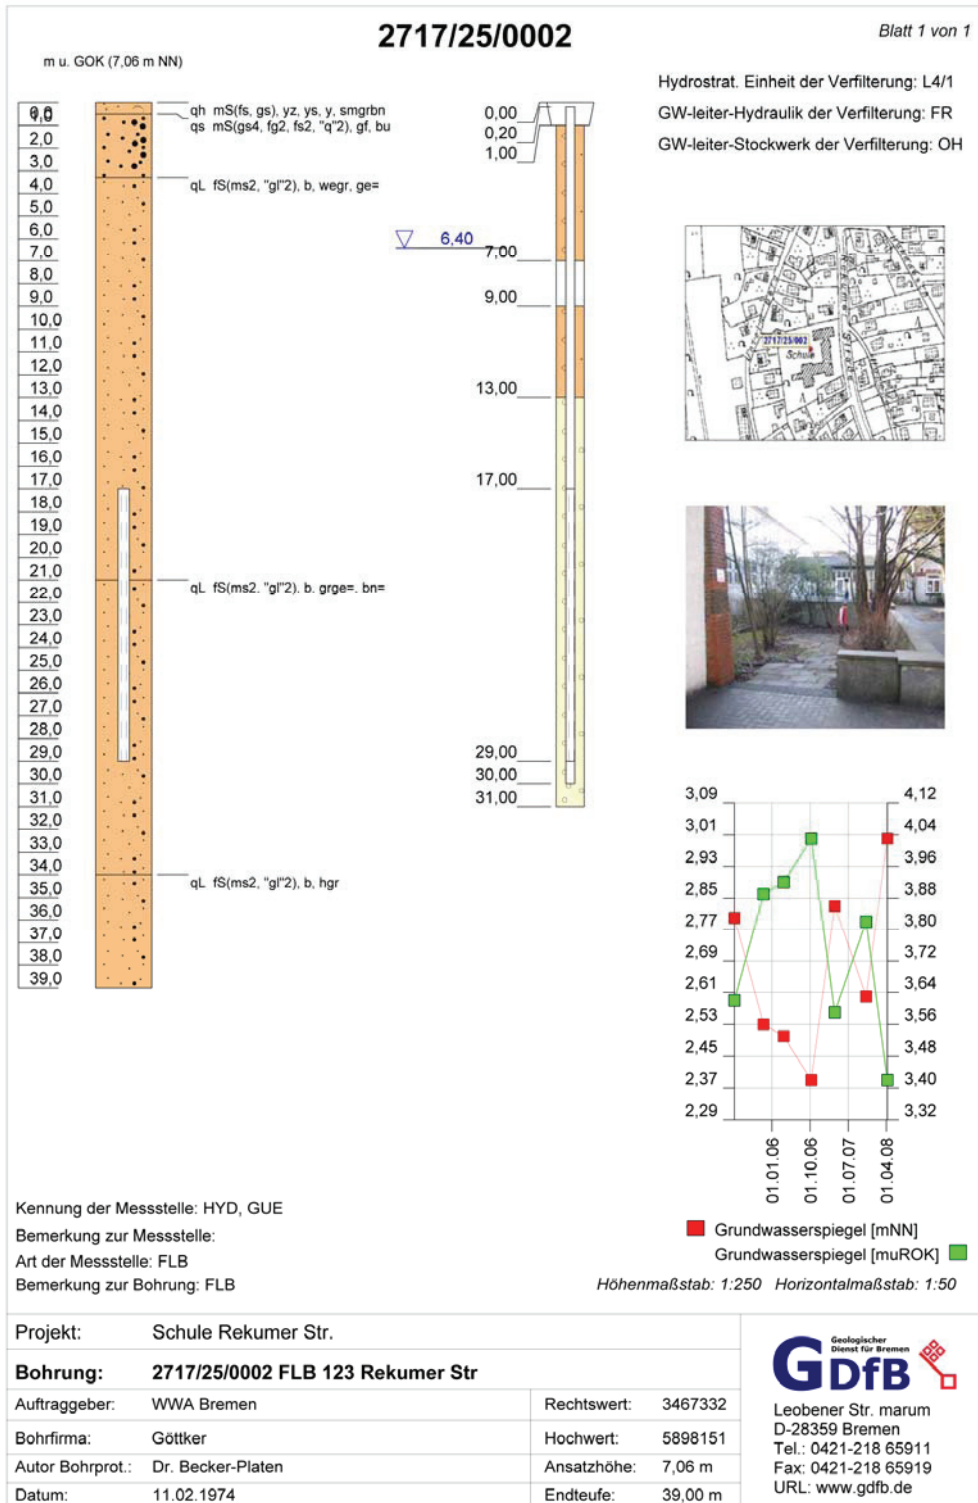 2717/25/0002
Blatt 1 von 1
m u. GOK (7,06 m NN)
Hydrostrat. Einheit der Verfilterung: L4/1
GW-leiter-Hydraulik der Verfilterung: FR
GW-leiter-Stockwerk der Verfilterung: OH
1,0
2,0
3,0
4,0
5,0
6,0
7,0
8,0
9,0
10,0
11,0
12,0
13,0
14,0
15,0
16,0
17,0
18,0
19,0
20,0
21,0
22,0
23,0
24,0
25,0
26,0
27,0
28,0
29,0
30,0
31,0
32,0
33,0
34,0
35,0
36,0
37,0
38,0
39,0
qh mS(fs, gs), yz, ys, y, smgrbn
qs mS(gs4, fg2, fs2, "q"2), gf, bu
qL fS(ms2, "gl"2), b, wegr, ge=
qL fS(ms2. "gl"2). b. grge=. bn=
qL fS(ms2, "gl"2), b, hgr
0,00
0,20
1,00
6,40
7,00
9,00
13,00
17,00
29,00
30,00
31,00
2717/25/002
Schule
3,09
3,01
2,93
2,85
2,77
2,69
2,61
2,53
2,45
2,37
2,29
4,12
4,04
3,96
3,88
3,80
3,72
3,64
3,56
3,48
3,40
3,32
01.01.06
01.10.06
01.07.07
01.04.08
Grundwasserspiegel [mNN]
Grundwasserspiegel [muROK]
Kennung der Messstelle: HYD, GUE
Bemerkung zur Messstelle:
Art der Messstelle: FLB
Bemerkung zur Bohrung: FLB
Höhenmaßstab: 1:250 Horizontalmaßstab: 1:50
Projekt: Schule Rekumer Str.
Bohrung: 2717/25/0002 FLB 123 Rekumer Str
Auftraggeber: WWA Bremen
Rechtswert: 3467332
Bohrfirma: Göttker
Hochwert: 5898151
Autor Bohrprot.: Dr. Becker-Platen
Ansatzhöhe: 7,06 m
Datum: 11.02.1974
Endteufe: 39,00 m
Geologischer
Dienst für Bremen
GDfB
Leobener Str. marum
D-28359 Bremen
Tel.: 0421-218 65911
Fax: 0421-218 65919
URL: www.gdfb.de